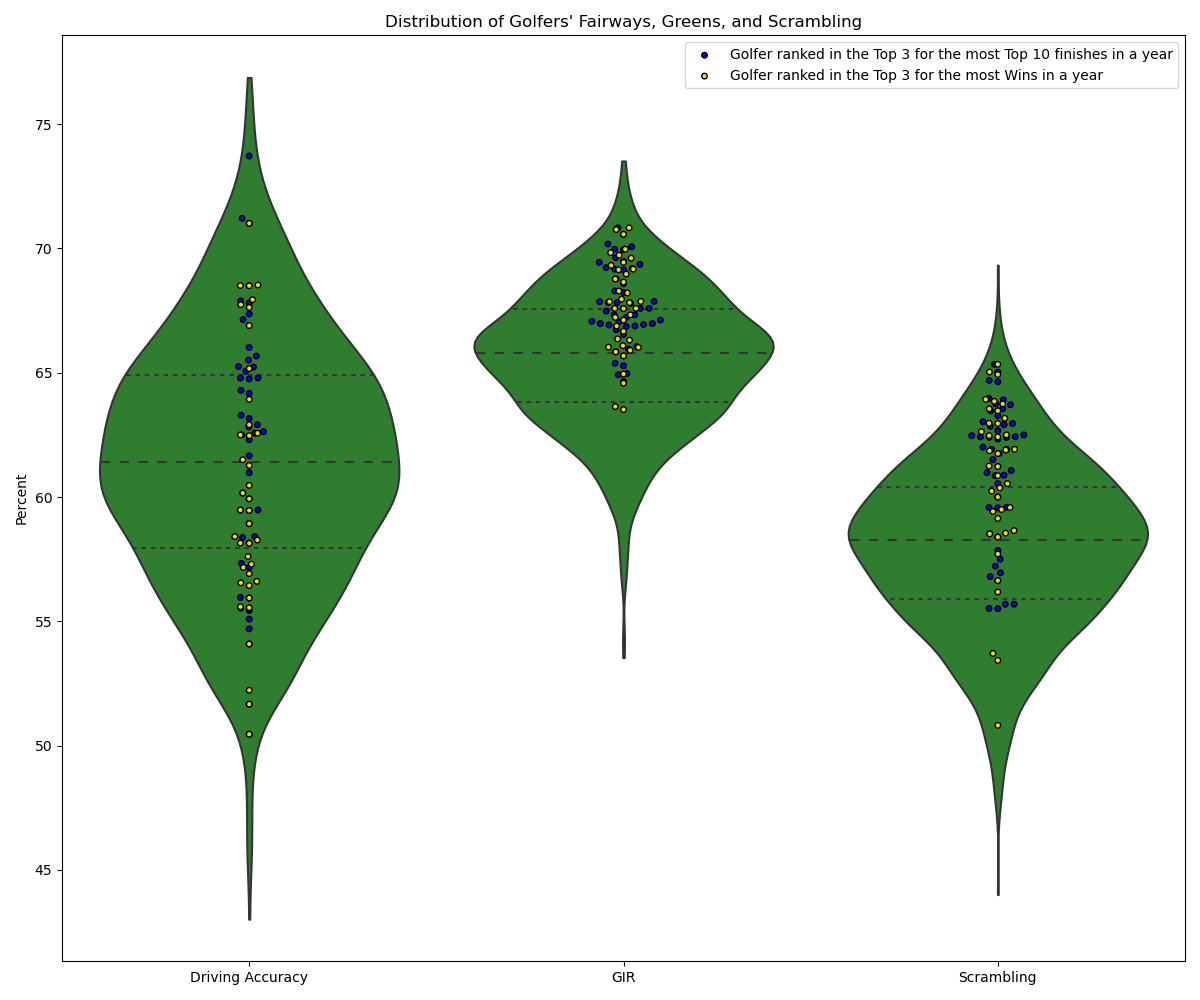 Distribution of Golfers' Fairways, Greens, and Scrambling
Golfer ranked in the Top 3 for the most Top 10 finishes in a year
Golfer ranked in the Top 3 for the most Wins in a year
Percent
75
70
65
60
55
50
45
Driving Accuracy
GIR
Scrambling